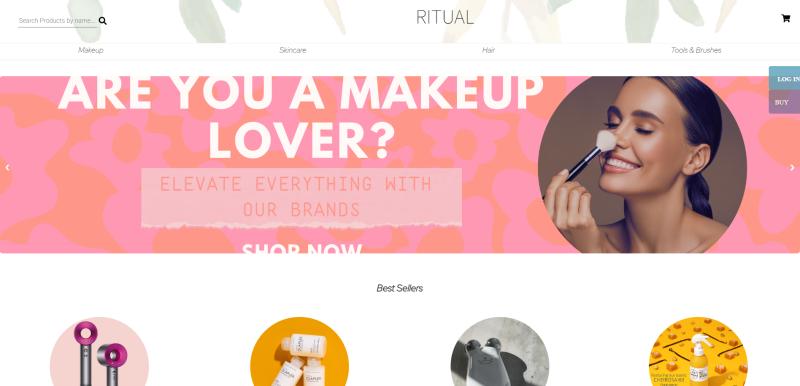 Search Products by name...
RITUAL
Makeup
Skincare
Hair
Tools & Brushes
ARE YOU A MAKEUP
LOVER?
ELEVATE EVERYTHING WITH
OUR BRANDS
SHOP NOW
LOG IN
BUY
Best Sellers